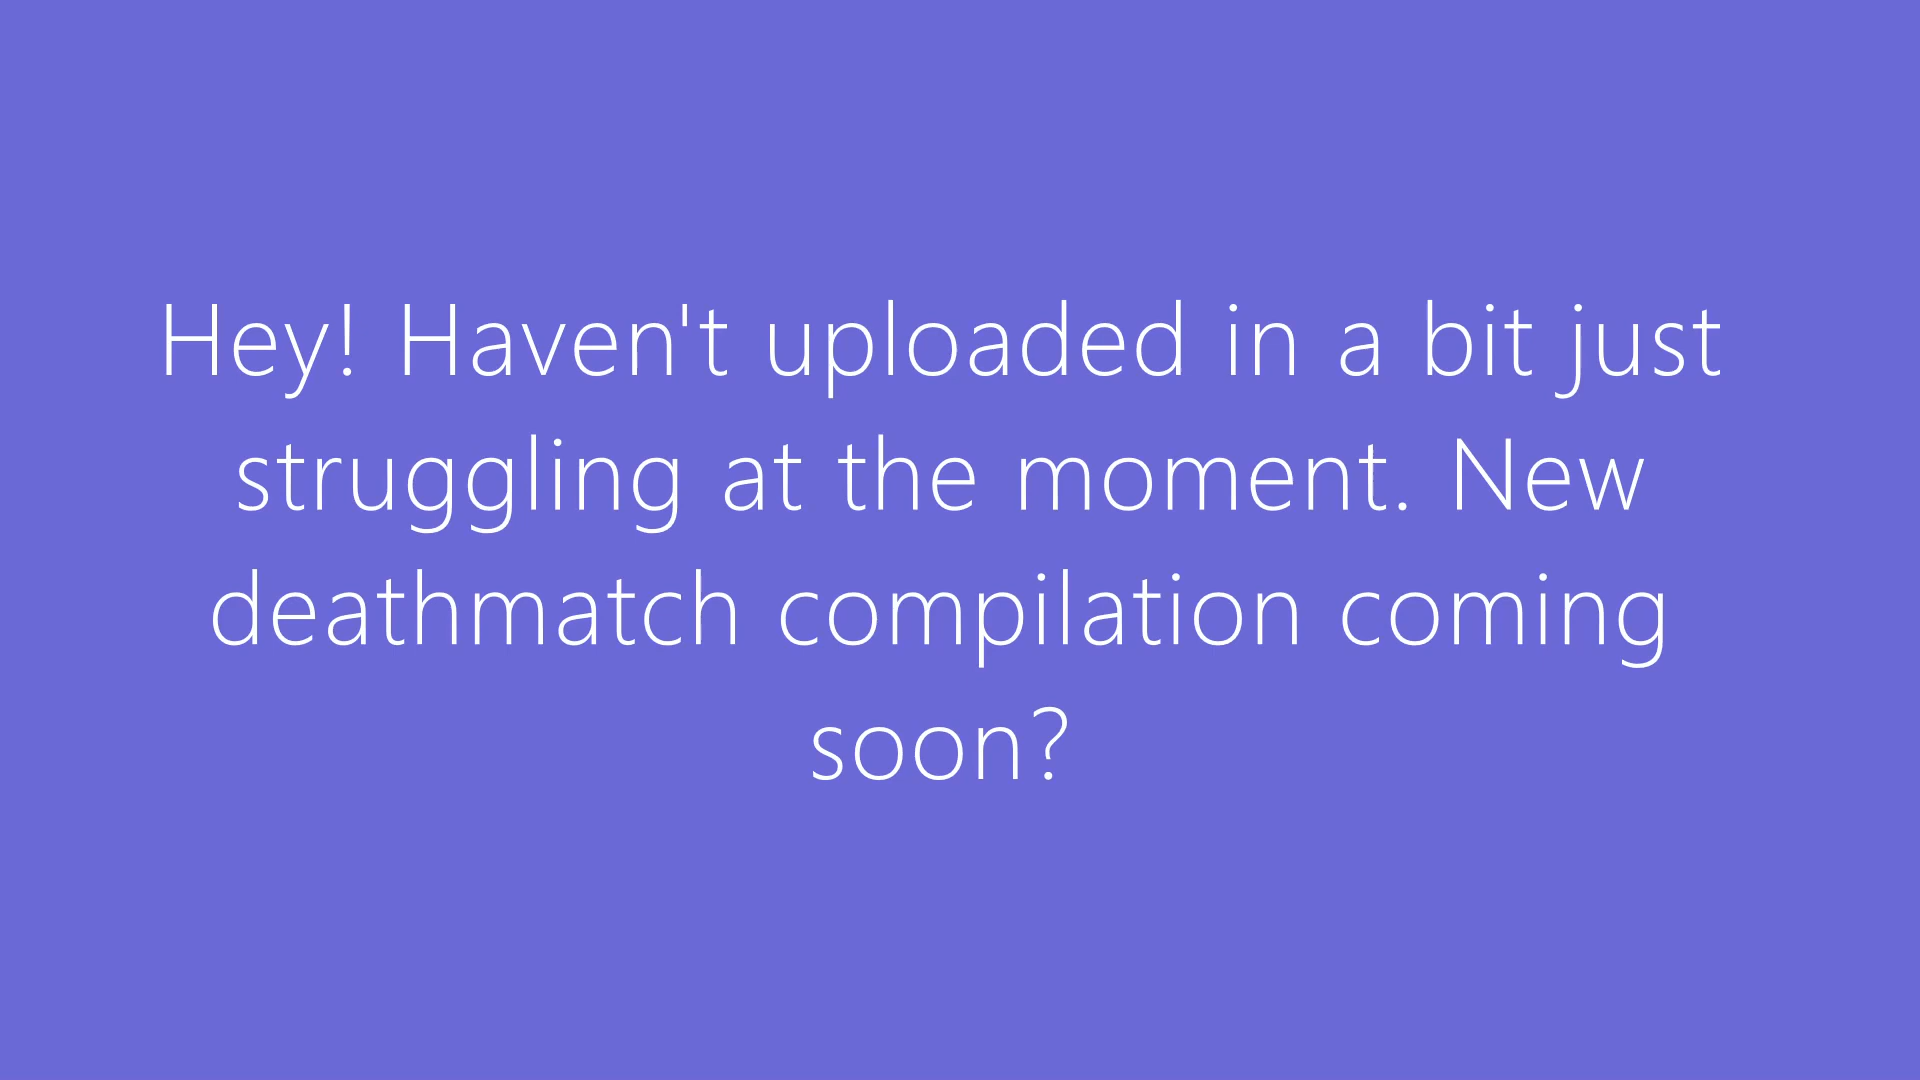 Hey! Haven't uploaded in a bit just
struggling at the moment. New
deathmatch compilation coming
soon?